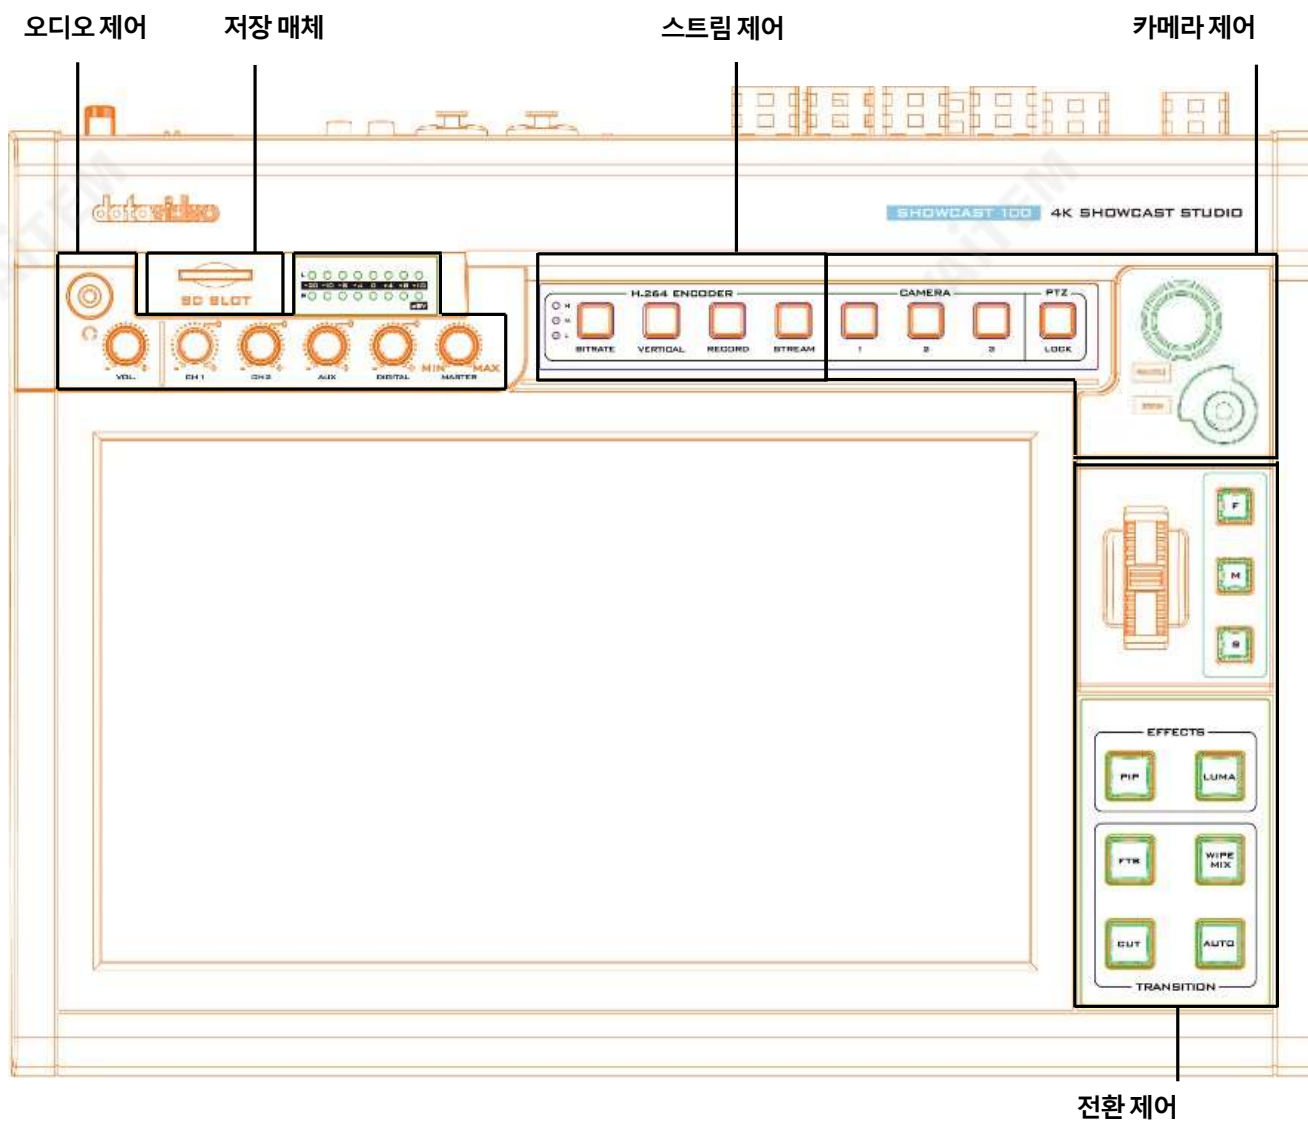 오디오 제어
저장 매체
스트림 제어
카메라 제어
datavideo
SHOWCAST 100 4K SHOWCAST STUDIO
SD SLOT
L
R
H.264 ENCODER
CAMERA
PTZ
H
M
L
BITRATE VERTICAL RECORD STREAM
1 2 3
LOCK
VOL. CH 1 CH 2 AUX DIGITAL MIN MASTER MAX
F
M
S
EFFECTS
PIP LUMA
FTB WIPE MIX
CUT AUTO
TRANSITION
전환 제어